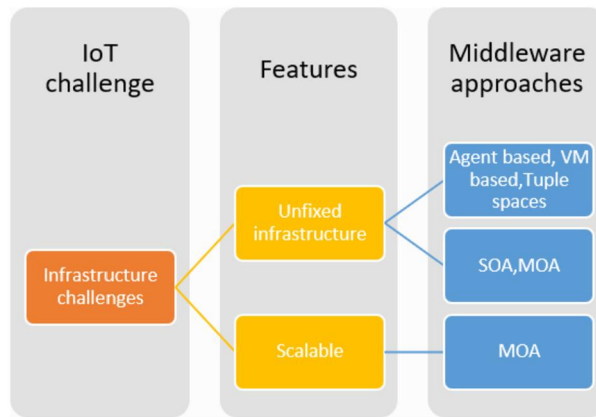 IoT
challenge
Features
Middleware
approaches
Agent based, VM
based,Tuple
spaces
Unfixed
infrastructure
SOA,MOA
Infrastructure
challenges
Scalable
MOA